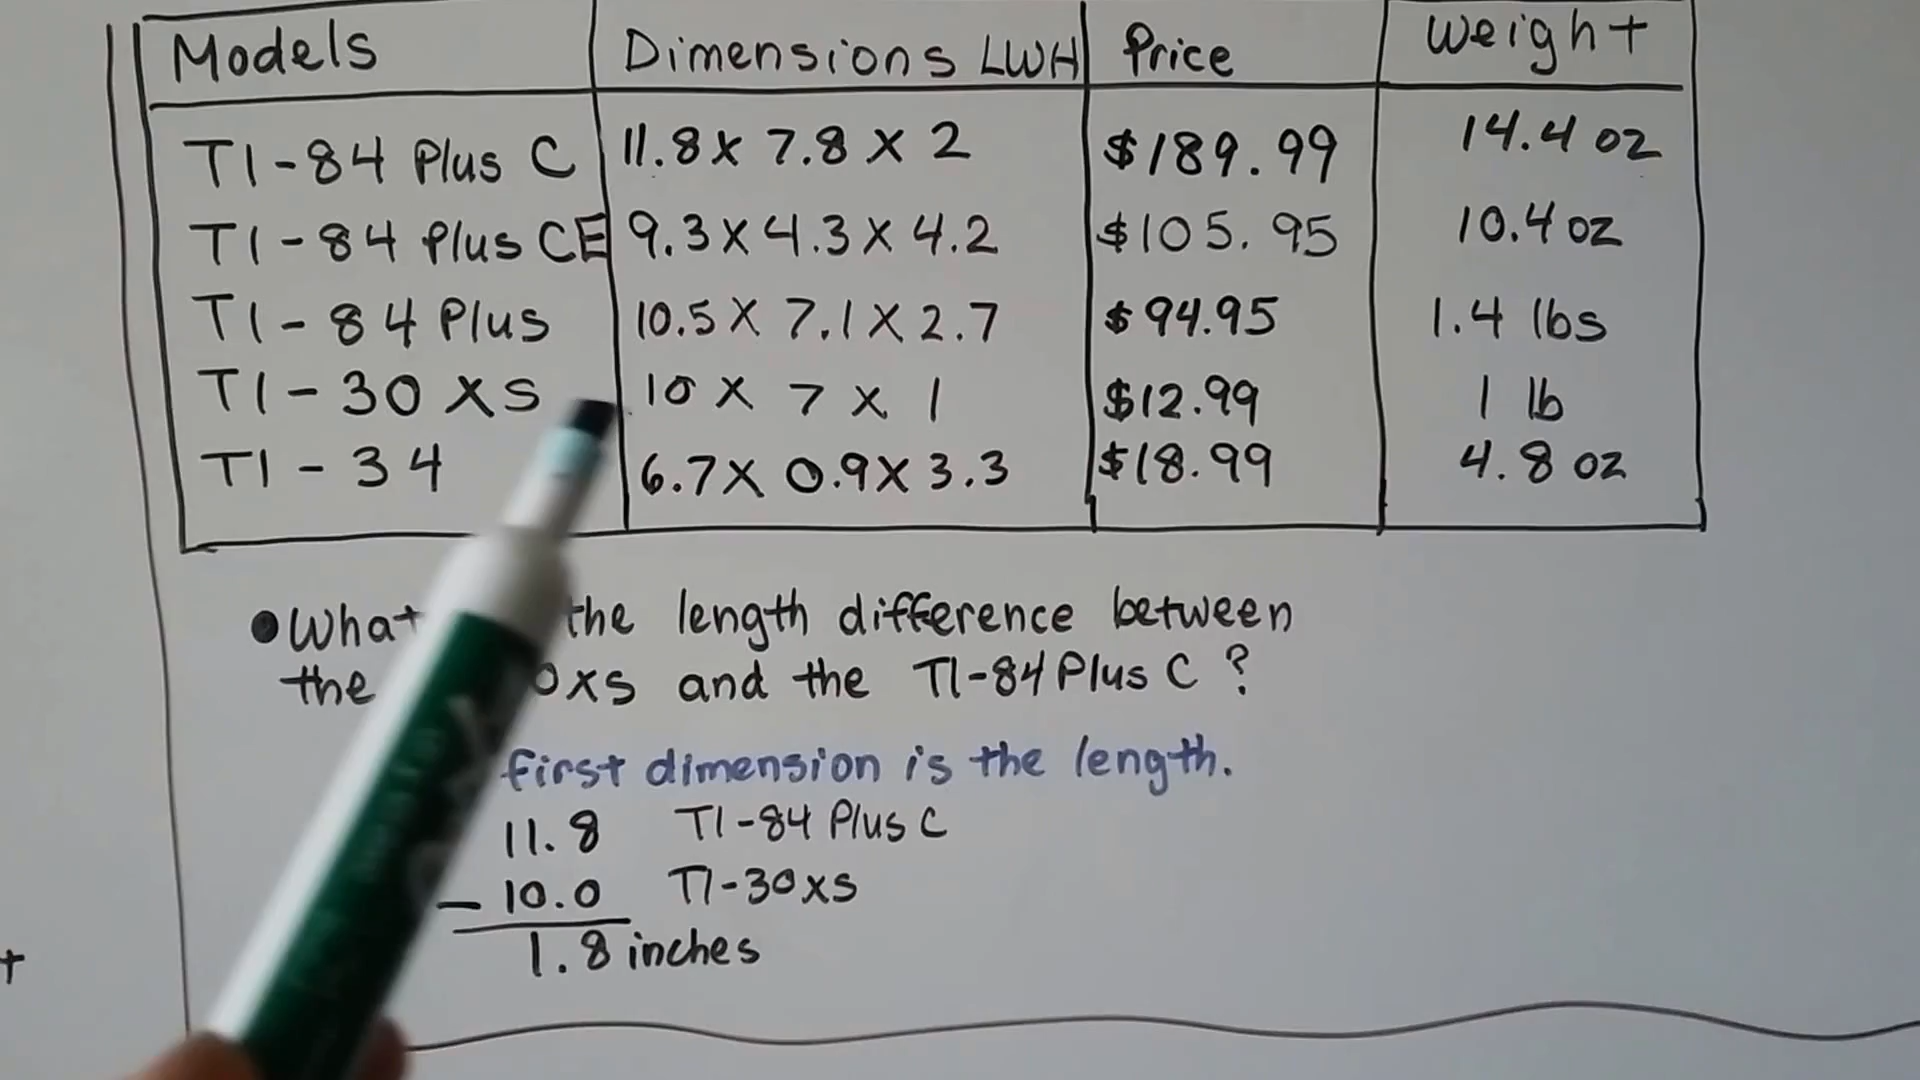 Models Dimensions LWH Price Weight
TI-84 Plus C 11.8 x 7.8 x 2 $189.99 14.4 oz
TI-84 Plus CE 9.3 x 4.3 x 4.2 $105.95 10.4 oz
TI-84 Plus 10.5 x 7.1 x 2.7 $94.95 1.4 lbs
TI-30 XS 10 x 7 x 1 $12.99 1 lb
TI-34 6.7 x 0.9 x 3.3 $18.99 4.8 oz
• What the length difference between
the 0XS and the TI-84 Plus C ?
first dimension is the length.
11.8 TI-84 Plus C
- 10.0 TI-30XS
1.8 inches
+